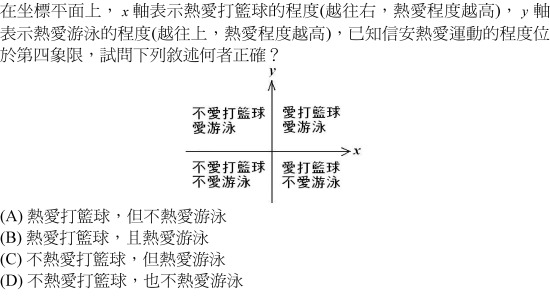 在坐標平面上，x 軸表示熱愛打籃球的程度(越往右，熱愛程度越高)，y 軸
表示熱愛游泳的程度(越往上，熱愛程度越高)，已知信安熱愛運動的程度位
於第四象限，試問下列敘述何者正確？
y
不愛打籃球 愛打籃球
愛游泳 愛游泳
x
不愛打籃球 愛打籃球
不愛游泳 不愛游泳
(A) 熱愛打籃球，但不熱愛游泳
(B) 熱愛打籃球，且熱愛游泳
(C) 不熱愛打籃球，但熱愛游泳
(D) 不熱愛打籃球，也不熱愛游泳